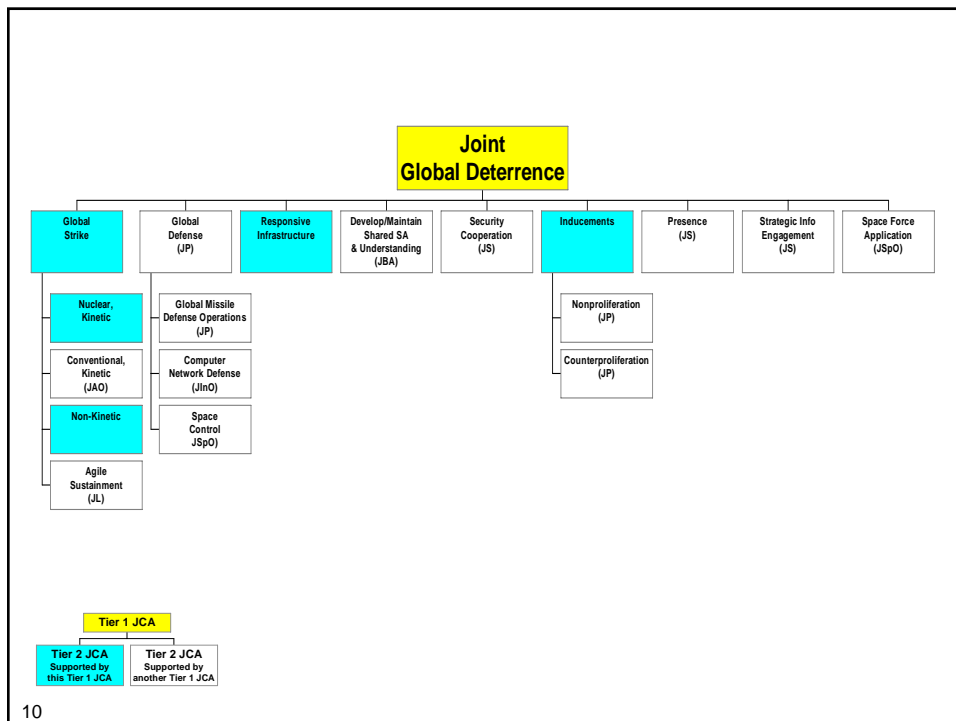 Joint
Global Deterrence
Global
Strike
Global
Defense
(JP)
Responsive
Infrastructure
Develop/Maintain
Shared SA
& Understanding
(JBA)
Security
Cooperation
(JS)
Inducements
Presence
(JS)
Strategic Info
Engagement
(JS)
Space Force
Application
(JSpO)
Nuclear,
Kinetic
Conventional,
Kinetic
(JAO)
Non-Kinetic
Agile
Sustainment
(JL)
Global Missile
Defense Operations
(JP)
Computer
Network Defense
(JInO)
Space
Control
JSpO)
Nonproliferation
(JP)
Counterproliferation
(JP)
Tier 1 JCA
Tier 2 JCA
Supported by
this Tier 1 JCA
Tier 2 JCA
Supported by
another Tier 1 JCA
10